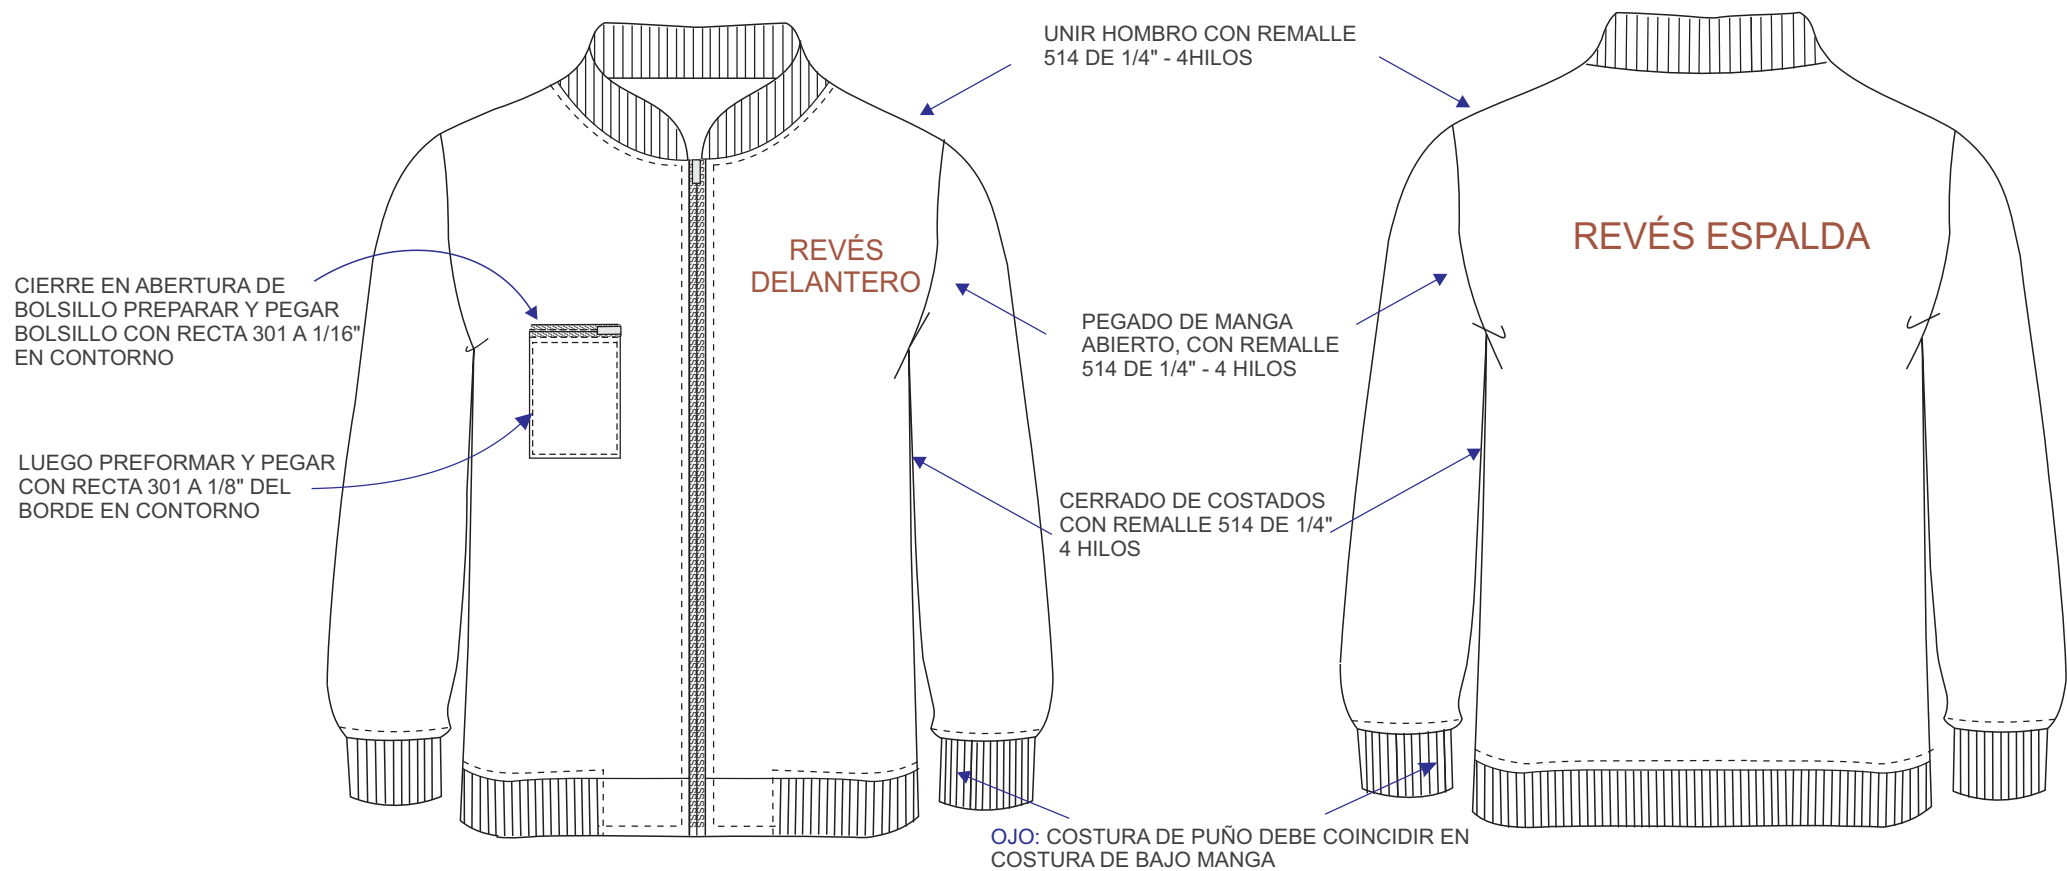 UNIR HOMBRO CON REMALLE
514 DE 1/4" - 4HILOS
REVÉS
DELANTERO
REVÉS ESPALDA
CIERRE EN ABERTURA DE
BOLSILLO PREPARAR Y PEGAR
BOLSILLO CON RECTA 301 A 1/16"
EN CONTORNO
PEGADO DE MANGA
ABIERTO, CON REMALLE
514 DE 1/4" - 4 HILOS
LUEGO PREFORMAR Y PEGAR
CON RECTA 301 A 1/8" DEL
BORDE EN CONTORNO
CERRADO DE COSTADOS
CON REMALLE 514 DE 1/4"
4 HILOS
OJO: COSTURA DE PUÑO DEBE COINCIDIR EN
COSTURA DE BAJO MANGA